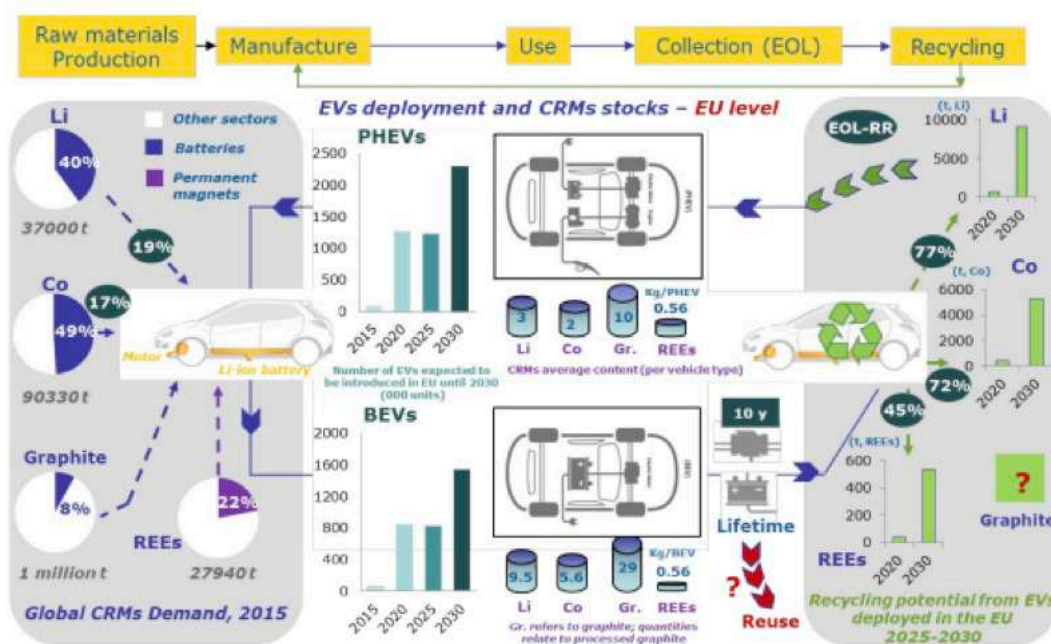 Raw materials
Production
Manufacture
Use
Collection (EOL)
Recycling
EVs deployment and CRMs stocks – EU level
Li
Other sectors
Batteries
Permanent
magnets
40%
37000 t
19%
Co
17%
49%
90330 t
Motor
Li-ion battery
Graphite
8%
1 million t
REEs
22%
27940 t
Global CRMs Demand, 2015
PHEVs
2500
2000
1500
1000
500
0
2015
2020
2025
2030
Number of EVs expected to
be introduced in EU until 2030
(000 units)
BEVs
2000
1600
1200
800
400
0
2015
2020
2025
2030
(PHEV)
Kg/PHEV
3
2
10
0.56
Li
Co
Gr.
REEs
CRMs average content (per vehicle type)
(BEV)
Kg/BEV
9.5
5.6
29
0.56
Li
Co
Gr.
REEs
Gr. refers to graphite; quantities
relate to processed graphite
10 y
Lifetime
?
Reuse
EOL-RR
(t, Li)
Li
10000
5000
0
2020
2030
77%
(t, Co)
Co
6000
4000
2000
0
2020
2030
72%
45%
(t, REEs)
600
400
200
0
2020
2030
REEs
?
Graphite
Recycling potential from EVs
deployed in the EU
2025-2030